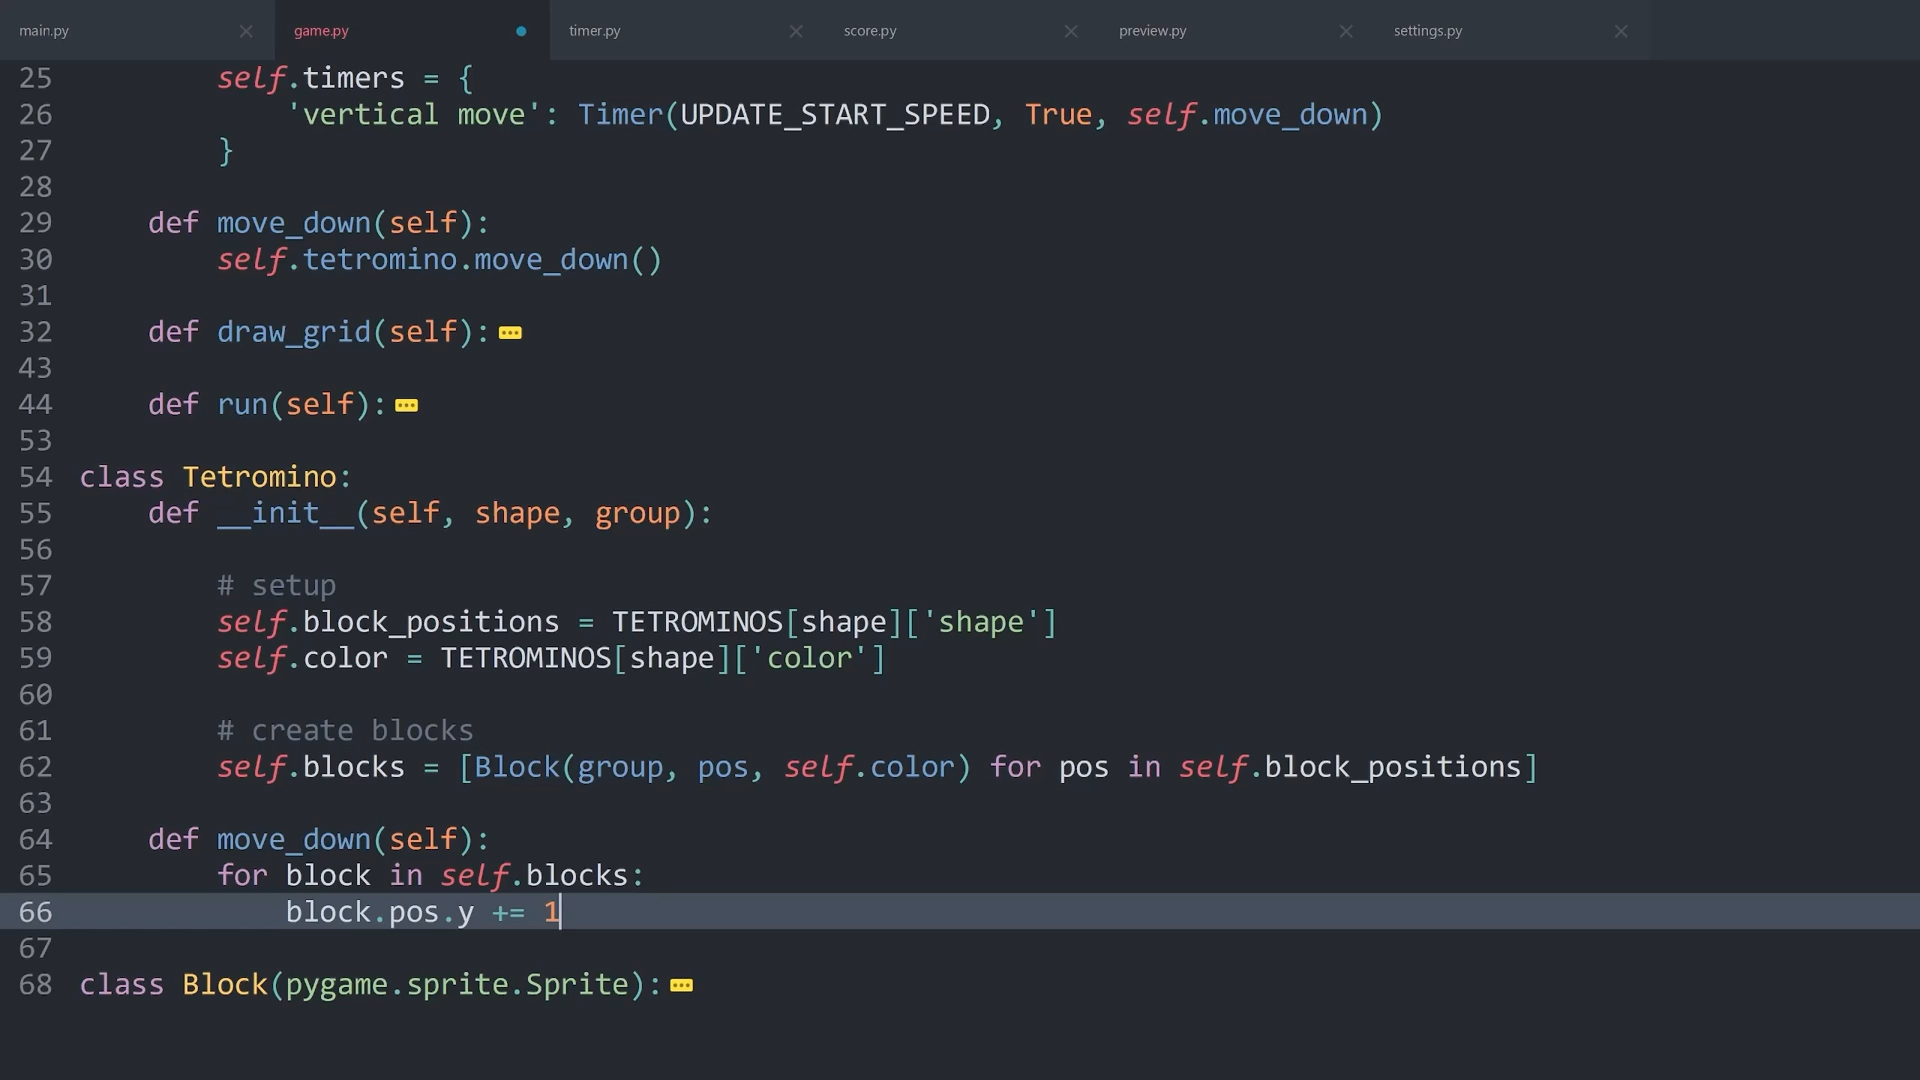 main.py game.py timer.py score.py preview.py settings.py
25 self.timers = {
26 'vertical move': Timer(UPDATE_START_SPEED, True, self.move_down)
27 }
28
29 def move_down(self):
30 self.tetromino.move_down()
31
32 def draw_grid(self):
43
44 def run(self):
53
54 class Tetromino:
55 def __init__(self, shape, group):
56
57 # setup
58 self.block_positions = TETROMINOS[shape]['shape']
59 self.color = TETROMINOS[shape]['color']
60
61 # create blocks
62 self.blocks = [Block(group, pos, self.color) for pos in self.block_positions]
63
64 def move_down(self):
65 for block in self.blocks:
66 block.pos.y += 1
67
68 class Block(pygame.sprite.Sprite):